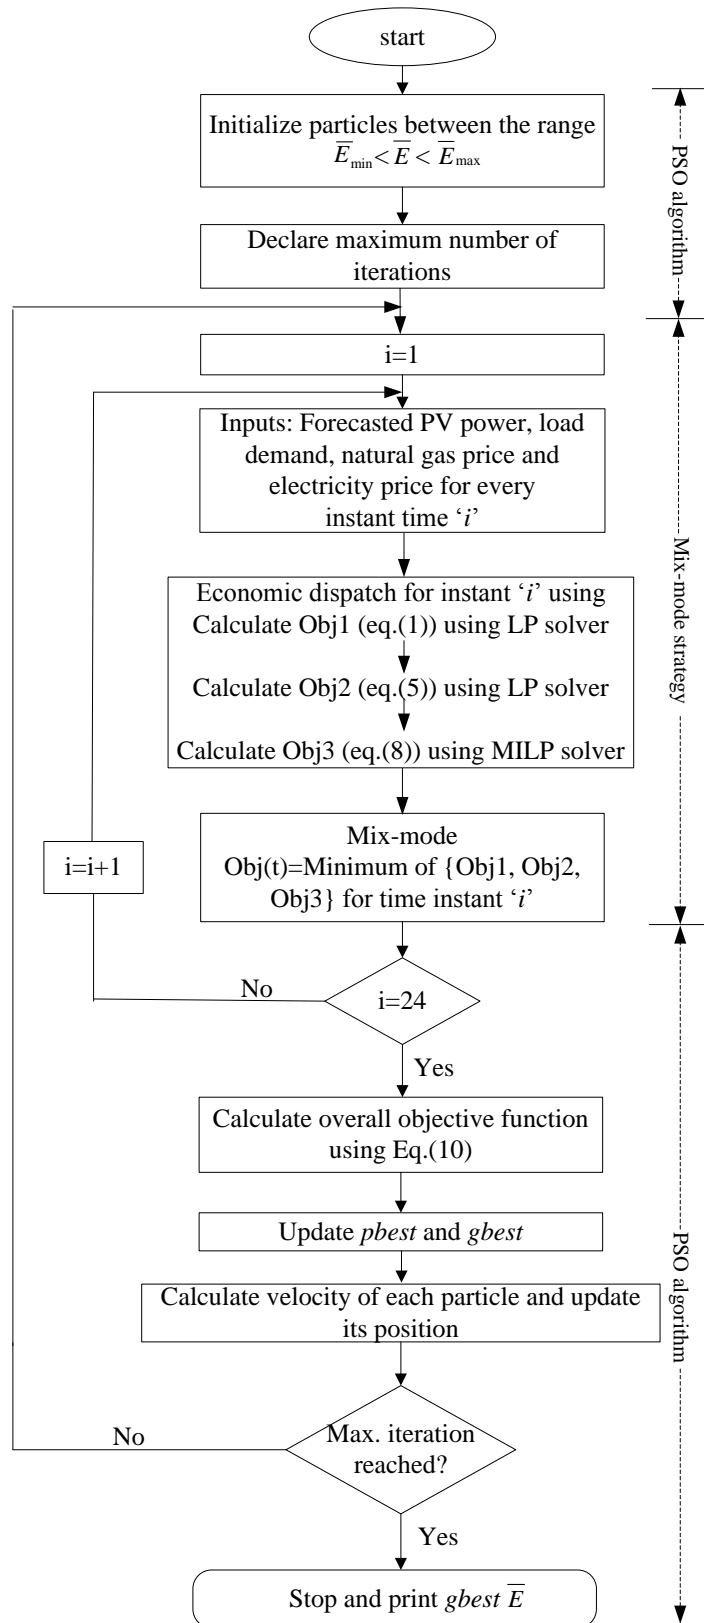 start
Initialize particles between the range
E̅min < E̅ < E̅max
Declare maximum number of
iterations
i=1
Inputs: Forecasted PV power, load
demand, natural gas price and
electricity price for every
instant time ‘i’
Economic dispatch for instant ‘i’ using
Calculate Obj1 (eq.(1)) using LP solver
Calculate Obj2 (eq.(5)) using LP solver
Calculate Obj3 (eq.(8)) using MILP solver
Mix-mode
Obj(t)=Minimum of {Obj1, Obj2,
Obj3} for time instant ‘i’
i=i+1
i=24
No
Yes
Calculate overall objective function
using Eq.(10)
Update pbest and gbest
Calculate velocity of each particle and update
its position
Max. iteration
reached?
No
Yes
Stop and print gbest E̅
PSO algorithm
Mix-mode strategy
PSO algorithm